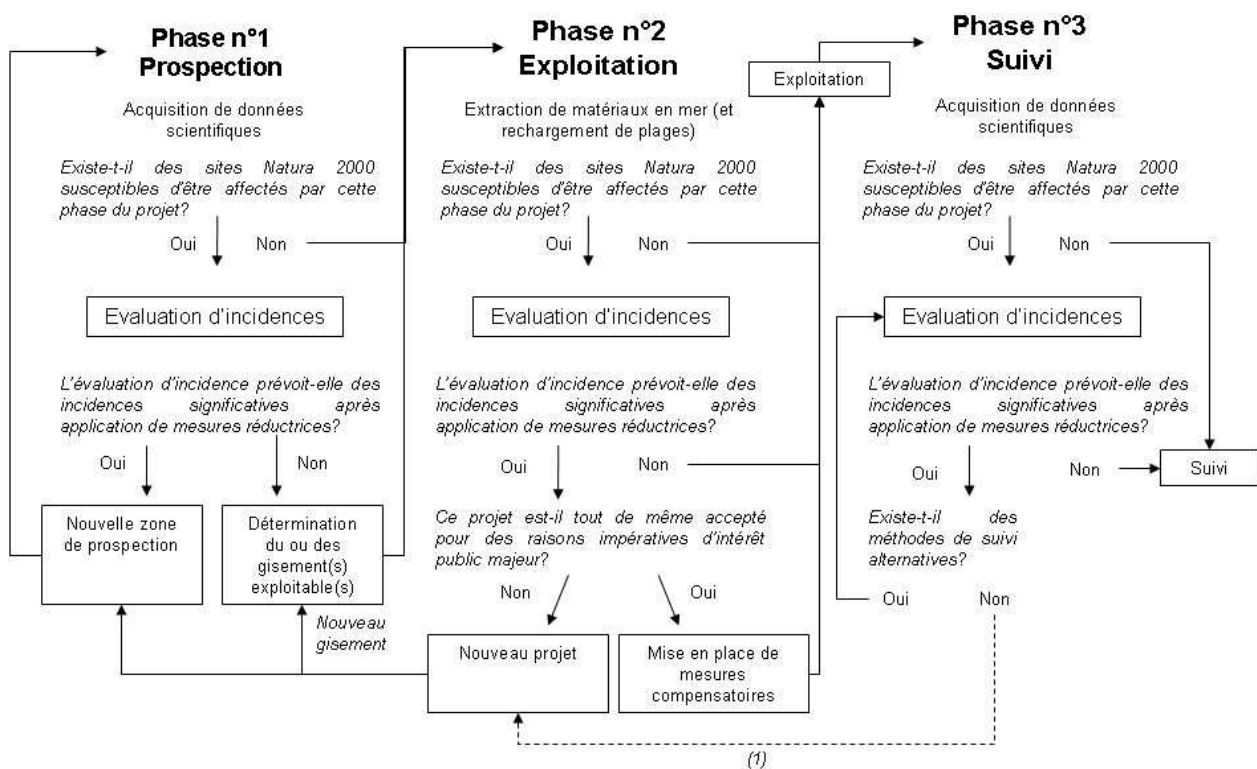 Phase n°1
Prospection
Acquisition de données
scientifiques
Existe-t-il des sites Natura 2000
susceptibles d'être affectés par cette
phase du projet?
Oui
Non
Evaluation d'incidences
L'évaluation d'incidence prévoit-elle des
incidences significatives après
application de mesures réductrices?
Oui
Non
Nouvelle zone
de prospection
Détermination
du ou des
gisement(s)
exploitable(s)
Nouveau
gisement
Phase n°2
Exploitation
Extraction de matériaux en mer (et
rechargement de plages)
Existe-t-il des sites Natura 2000
susceptibles d'être affectés par cette
phase du projet?
Oui
Non
Evaluation d'incidences
L'évaluation d'incidence prévoit-elle des
incidences significatives après
application de mesures réductrices?
Oui
Non
Ce projet est-il tout de même accepté
pour des raisons impératives d'intérêt
public majeur?
Non
Oui
Nouveau projet
Mise en place de
mesures
compensatoires
Exploitation
Phase n°3
Suivi
Acquisition de données
scientifiques
Existe-t-il des sites Natura 2000
susceptibles d'être affectés par cette
phase du projet?
Oui
Non
Evaluation d'incidences
L'évaluation d'incidence prévoit-elle des
incidences significatives après
application de mesures réductrices?
Oui
Non
Suivi
Existe-t-il des
méthodes de suivi
alternatives?
Oui
Non
(1)